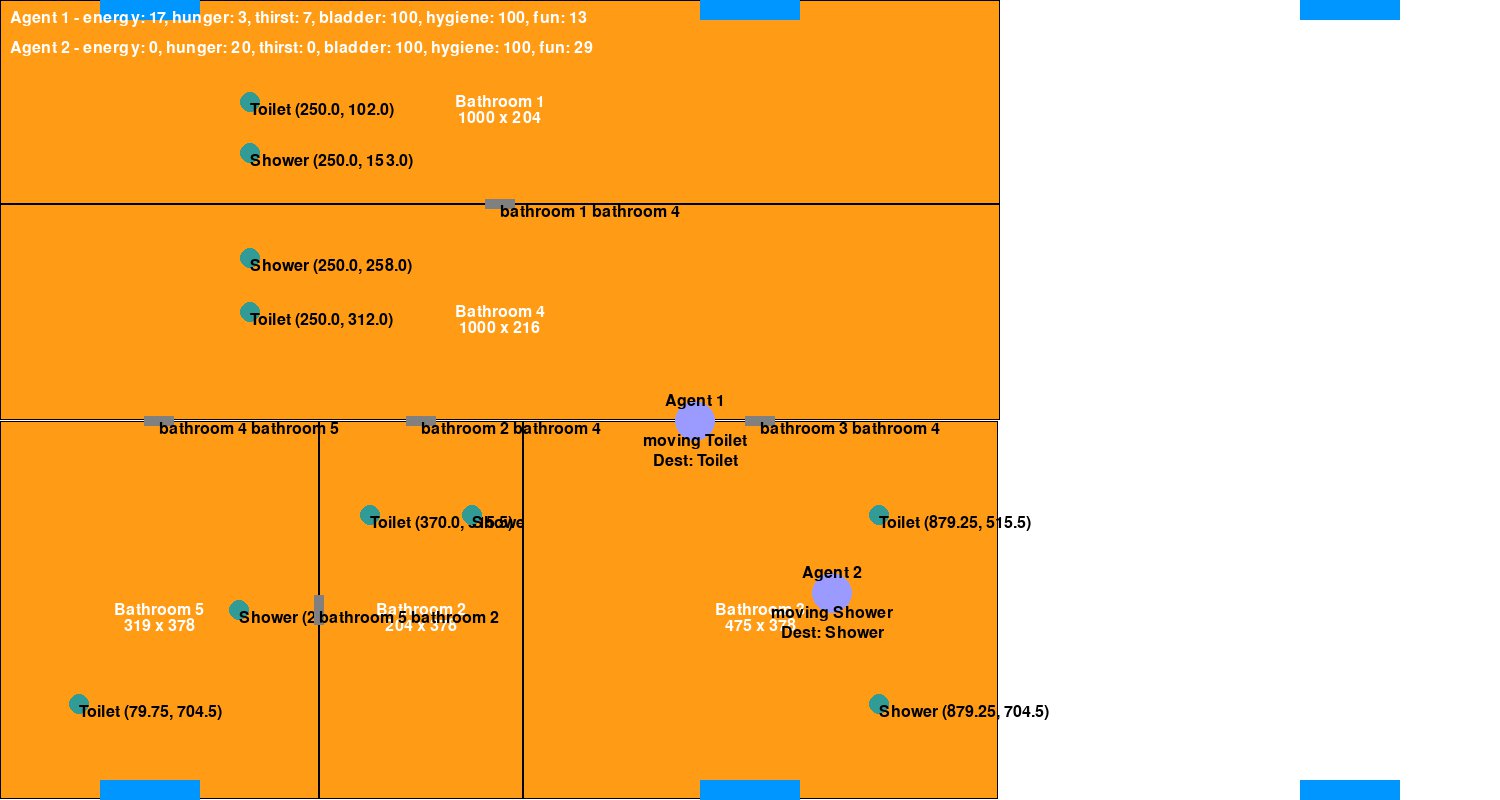 Agent 1 - energy: 17, hunger: 3, thirst: 7, bladder: 100, hygiene: 100, fun: 13
Agent 2 - energy: 0, hunger: 20, thirst: 0, bladder: 100, hygiene: 100, fun: 29
Bathroom 1
1000 x 204
Toilet (250.0, 102.0)
Shower (250.0, 153.0)
bathroom 1 bathroom 4
Shower (250.0, 258.0)
Bathroom 4
1000 x 216
Toilet (250.0, 312.0)
Agent 1
bathroom 4 bathroom 5
bathroom 2 bathroom 4
bathroom 3 bathroom 4
moving Toilet
Dest: Toilet
Toilet (370.0, 515.5)
Showe
Toilet (879.25, 515.5)
Agent 2
Bathroom 5
319 x 378
Bathroom 2
204 x 378
Shower (2
bathroom 5 bathroom 2
Bathroom
475 x 378
moving Shower
Dest: Shower
Toilet (79.75, 704.5)
Shower (879.25, 704.5)